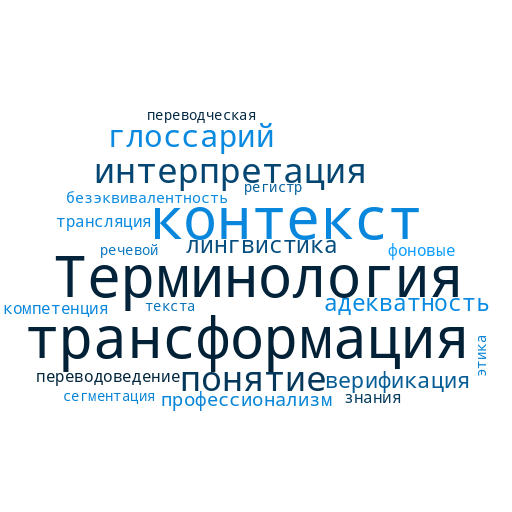 переводческая
глоссарий
интерпретация
регистр
безэквивалентность
трансляция
контекст
лингвистика
речевой
фоновые
Терминология
компетенция
текста
адекватность
трансформация
этика
переводоведение
понятие
верификация
сегментация
профессионализм
знания